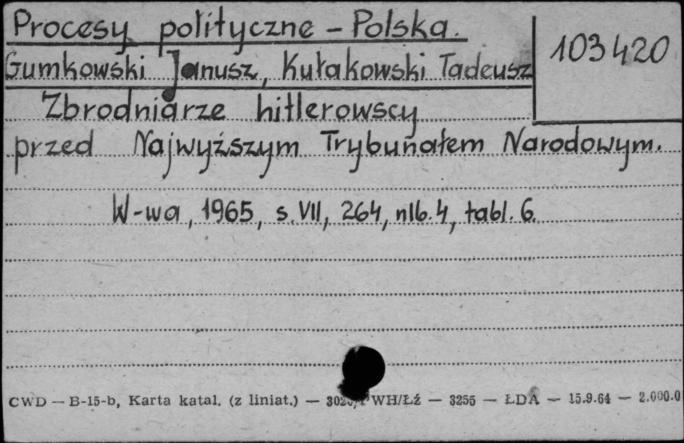 Procesy polityczne - Polska.
103420
Gumkowski Janusz, Kułakowski Tadeusz
Zbrodniarze hitlerowscy
przed Najwyższym Trybunałem Narodowym.
W-wa, 1965, s. VII, 264, nlb. 4, tabl. 6.
CWD — B-15-b, Karta katal. (z liniat.) — WH/Łź — 3256 — ŁDA — 15.9.64 — 2.000.0